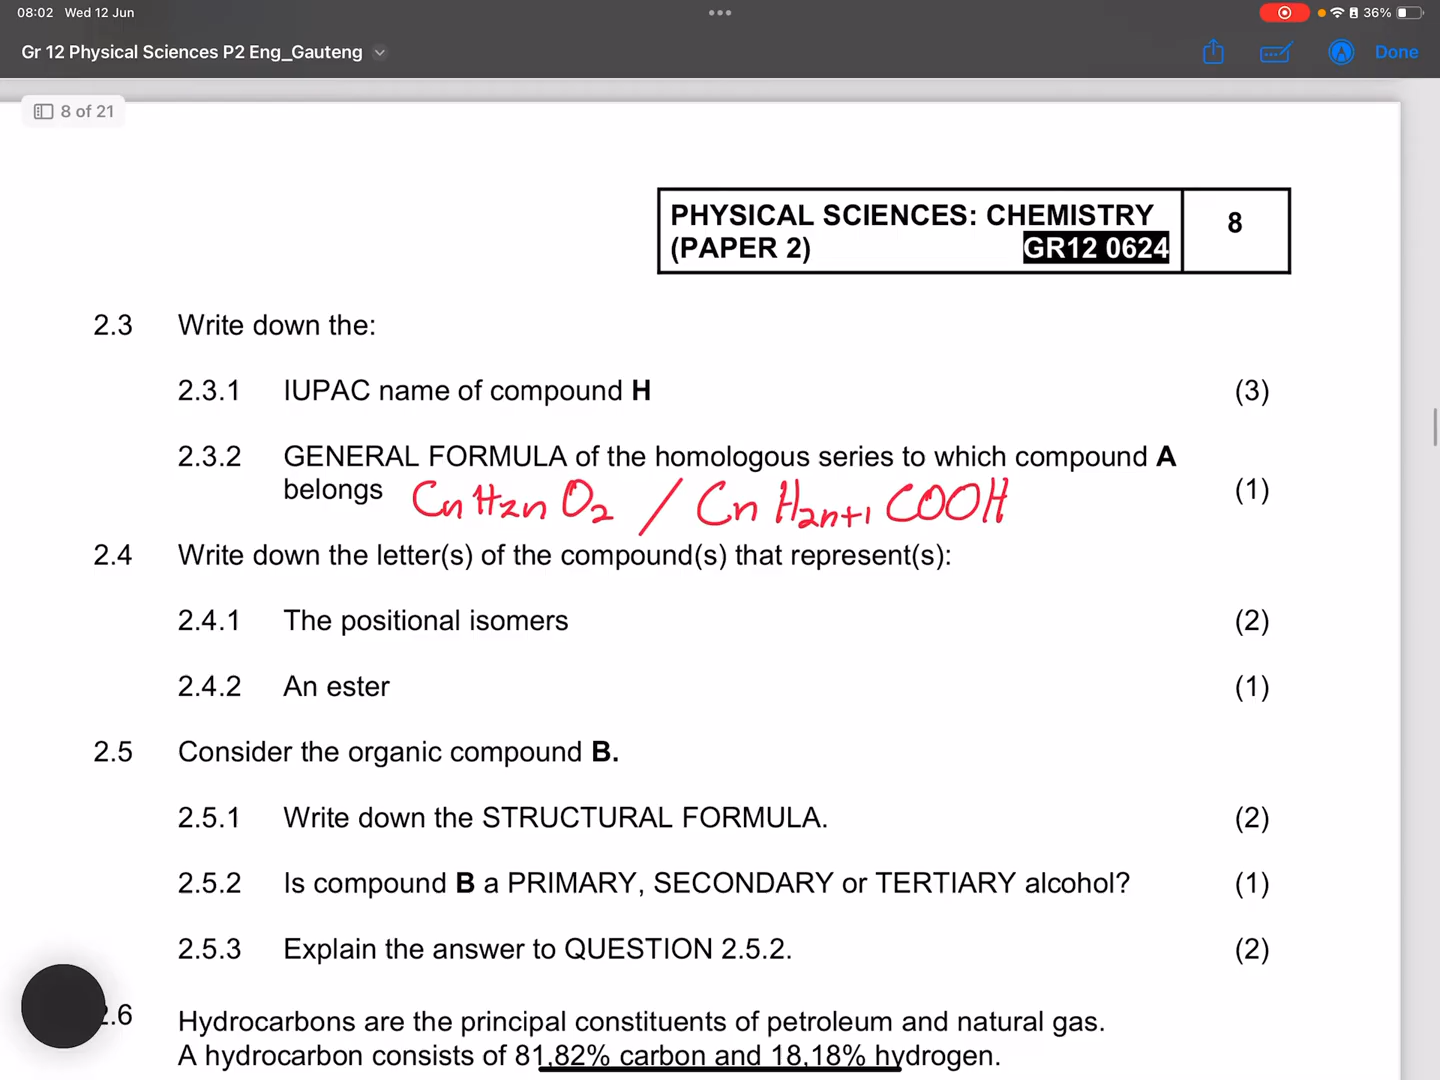 08:02 Wed 12 Jun
36%
Gr 12 Physical Sciences P2 Eng_Gauteng
Done
8 of 21
PHYSICAL SCIENCES: CHEMISTRY
(PAPER 2) GR12 0624
8
2.3 Write down the:
2.3.1 IUPAC name of compound H (3)
2.3.2 GENERAL FORMULA of the homologous series to which compound A
belongs CnH2nO2 / CnH2n+1COOH (1)
2.4 Write down the letter(s) of the compound(s) that represent(s):
2.4.1 The positional isomers (2)
2.4.2 An ester (1)
2.5 Consider the organic compound B.
2.5.1 Write down the STRUCTURAL FORMULA. (2)
2.5.2 Is compound B a PRIMARY, SECONDARY or TERTIARY alcohol? (1)
2.5.3 Explain the answer to QUESTION 2.5.2. (2)
2.6 Hydrocarbons are the principal constituents of petroleum and natural gas.
A hydrocarbon consists of 81,82% carbon and 18,18% hydrogen.